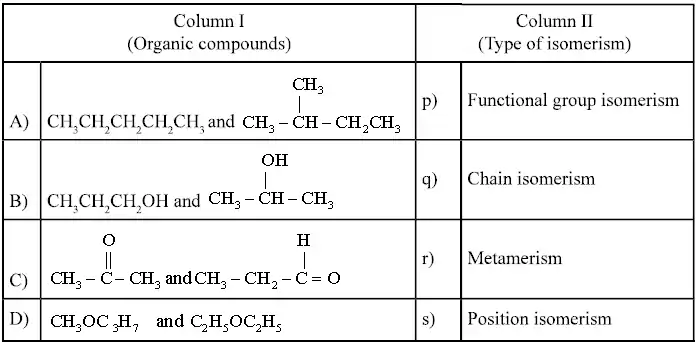 Column I
(Organic compounds)
Column II
(Type of isomerism)
A) CH₃CH₂CH₂CH₂CH₃ and CH₃ – CH – CH₂CH₃
CH₃
|
p) Functional group isomerism
B) CH₃CH₂CH₂OH and CH₃ – CH – CH₃
OH
|
q) Chain isomerism
C) CH₃ – C – CH₃ and CH₃ – CH₂ – C = O
O
||
H
|
r) Metamerism
D) CH₃OC₃H₇ and C₂H₅OC₂H₅
s) Position isomerism